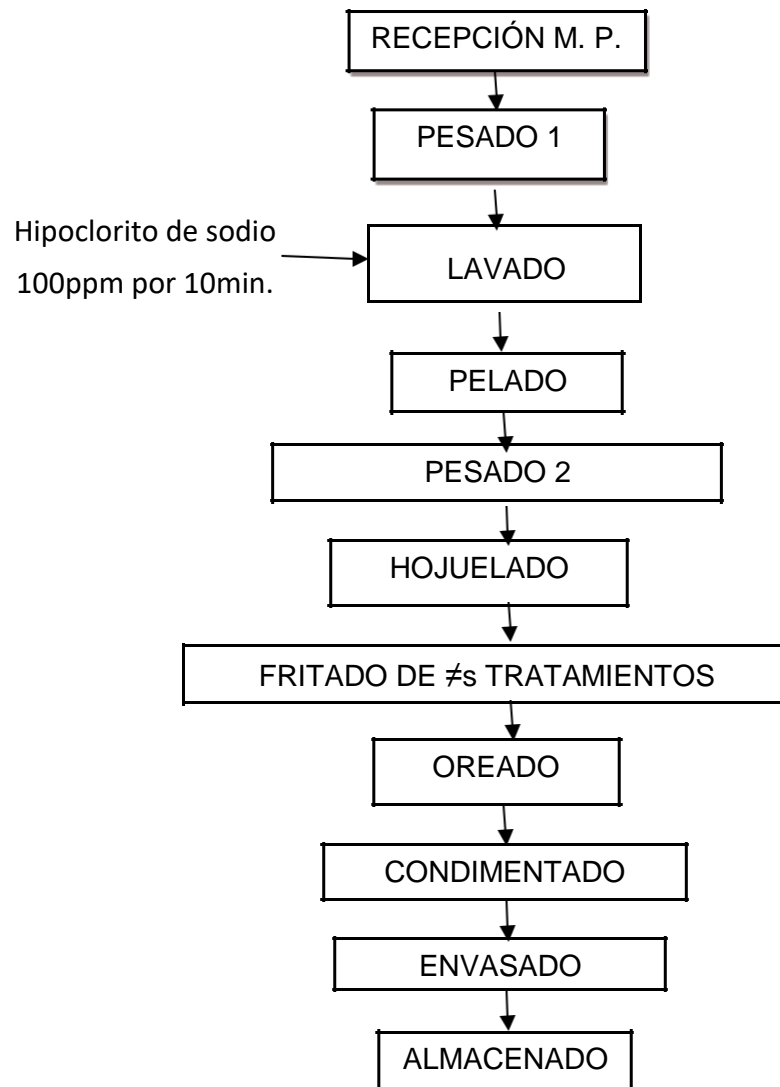 RECEPCIÓN M. P.
PESADO 1
Hipoclorito de sodio
100ppm por 10min.
LAVADO
PELADO
PESADO 2
HOJUELADO
FRITADO DE ≠s TRATAMIENTOS
OREADO
CONDIMENTADO
ENVASADO
ALMACENADO